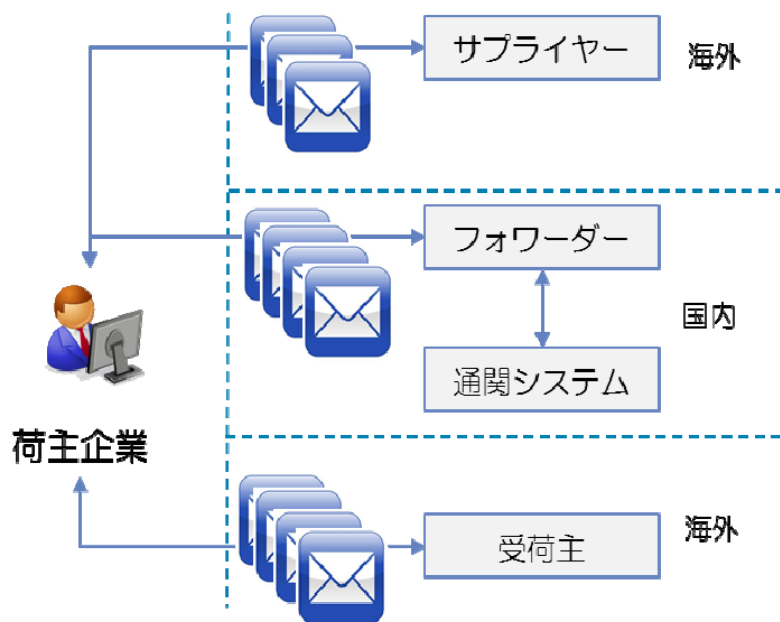 サプライヤー
海外
フォワーダー
国内
通関システム
荷主企業
受荷主
海外